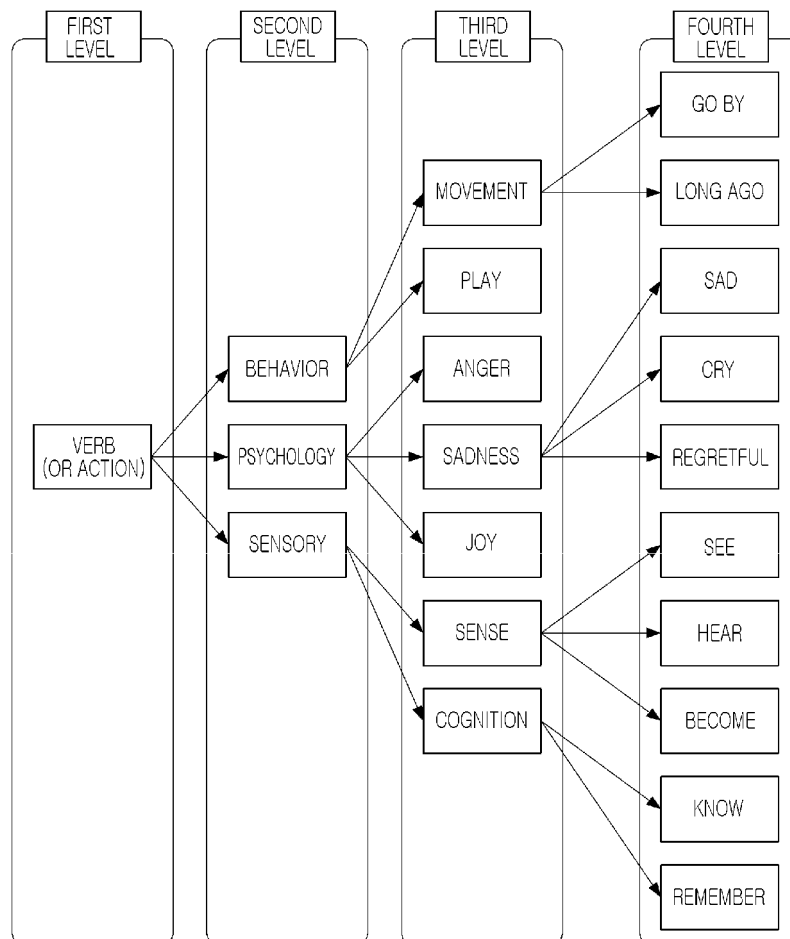 FIRST
LEVEL
SECOND
LEVEL
THIRD
LEVEL
FOURTH
LEVEL
VERB
(OR ACTION)
BEHAVIOR
PSYCHOLOGY
SENSORY
MOVEMENT
PLAY
ANGER
SADNESS
JOY
SENSE
COGNITION
GO BY
LONG AGO
SAD
CRY
REGRETFUL
SEE
HEAR
BECOME
KNOW
REMEMBER